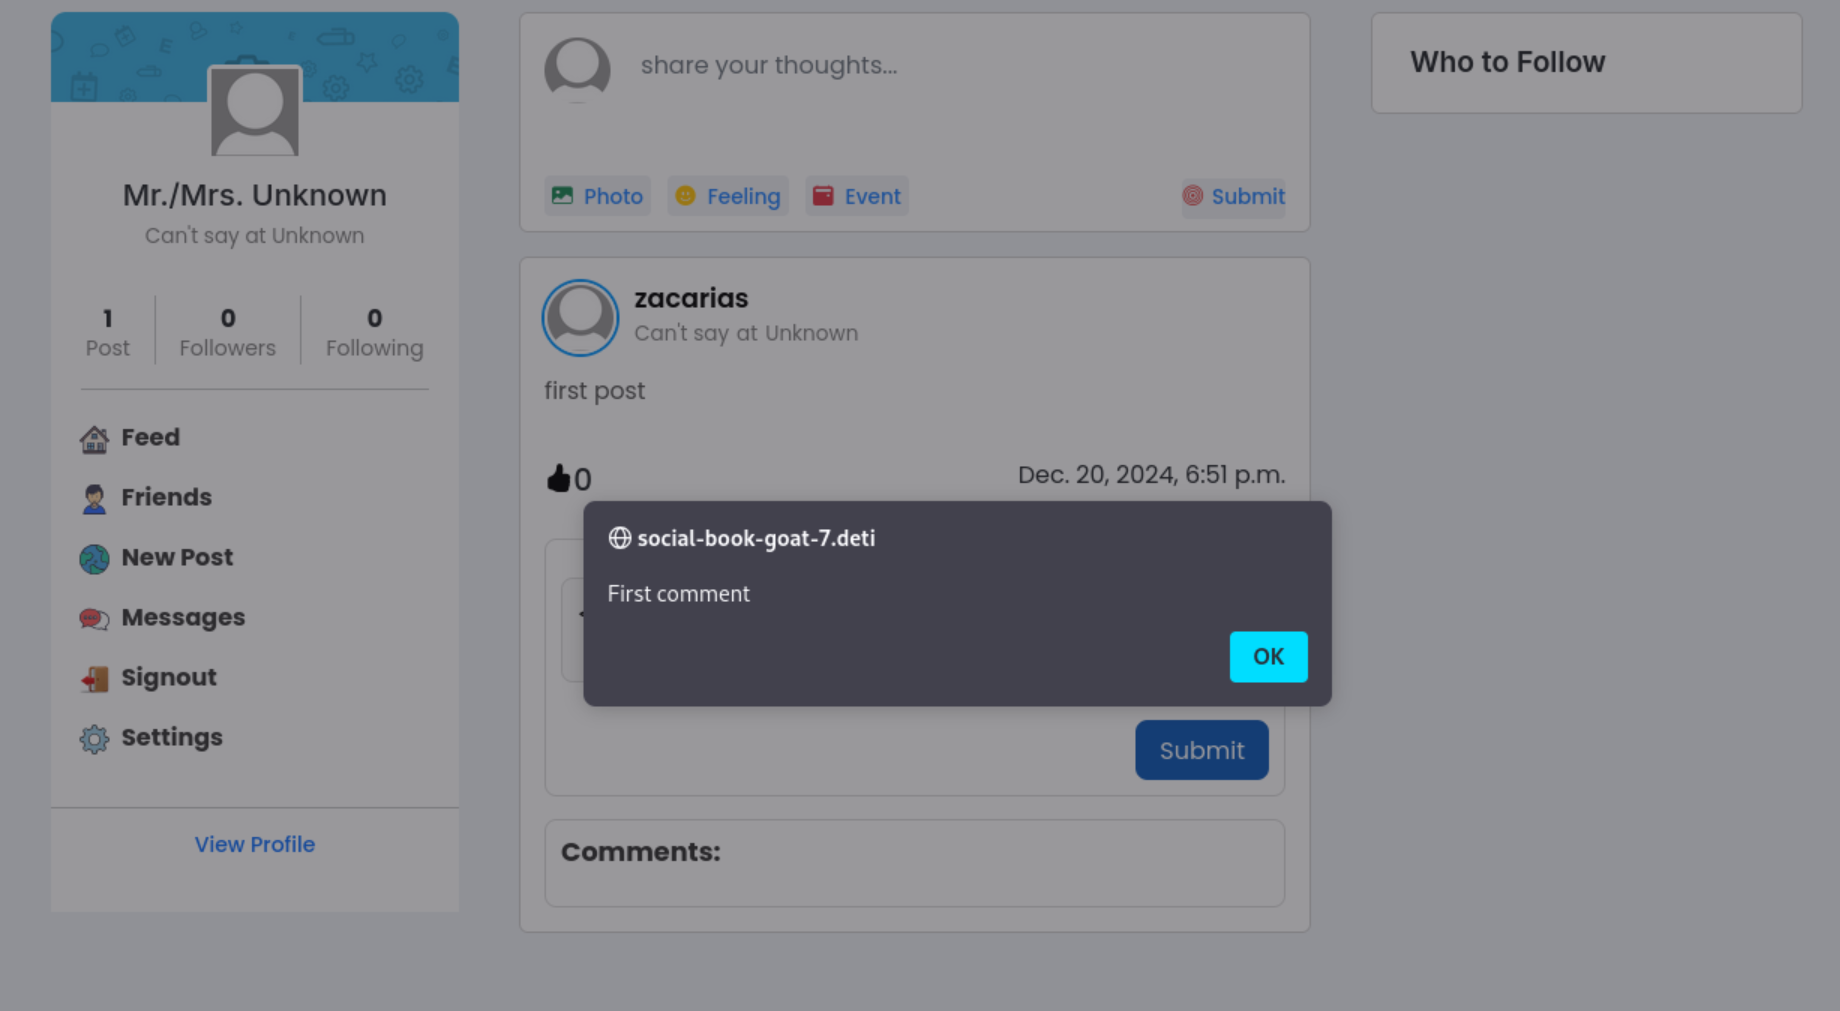 Mr./Mrs. Unknown
Can't say at Unknown
1
Post
0
Followers
0
Following
Feed
Friends
New Post
Messages
Signout
Settings
View Profile
share your thoughts...
Photo
Feeling
Event
Submit
zacarias
Can't say at Unknown
first post
0
Dec. 20, 2024, 6:51 p.m.
social-book-goat-7.deti
First comment
OK
Submit
Comments:
Who to Follow